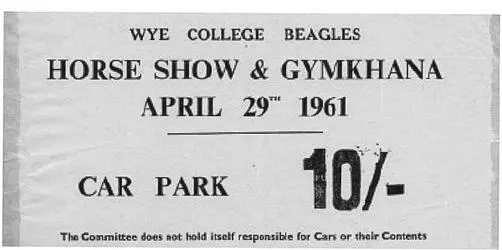 WYE COLLEGE BEAGLES
HORSE SHOW & GYMKHANA
APRIL 29TH 1961
CAR PARK 10/-
The Committee does not hold itself responsible for Cars or their Contents